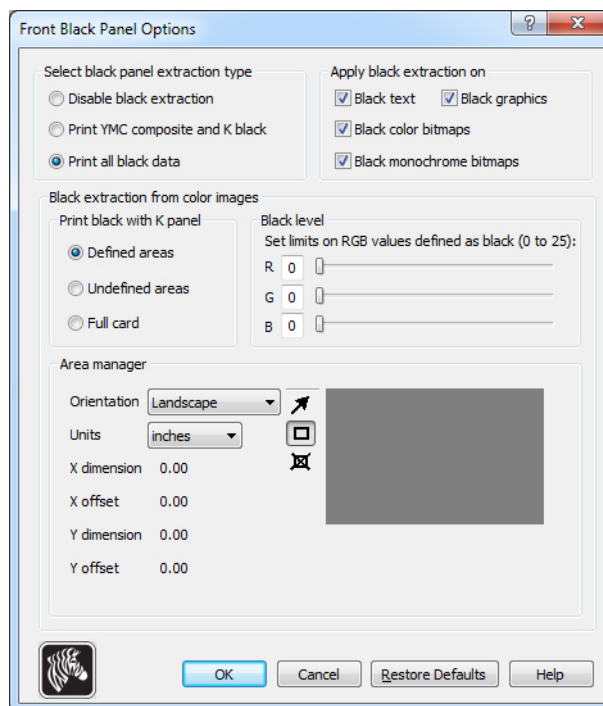 Front Black Panel Options
Select black panel extraction type
Disable black extraction
Print YMC composite and K black
Print all black data
Apply black extraction on
Black text
Black graphics
Black color bitmaps
Black monochrome bitmaps
Black extraction from color images
Print black with K panel
Defined areas
Undefined areas
Full card
Black level
Set limits on RGB values defined as black (0 to 25):
R 0
G 0
B 0
Area manager
Orientation Landscape
Units inches
X dimension 0.00
X offset 0.00
Y dimension 0.00
Y offset 0.00
OK Cancel Restore Defaults Help